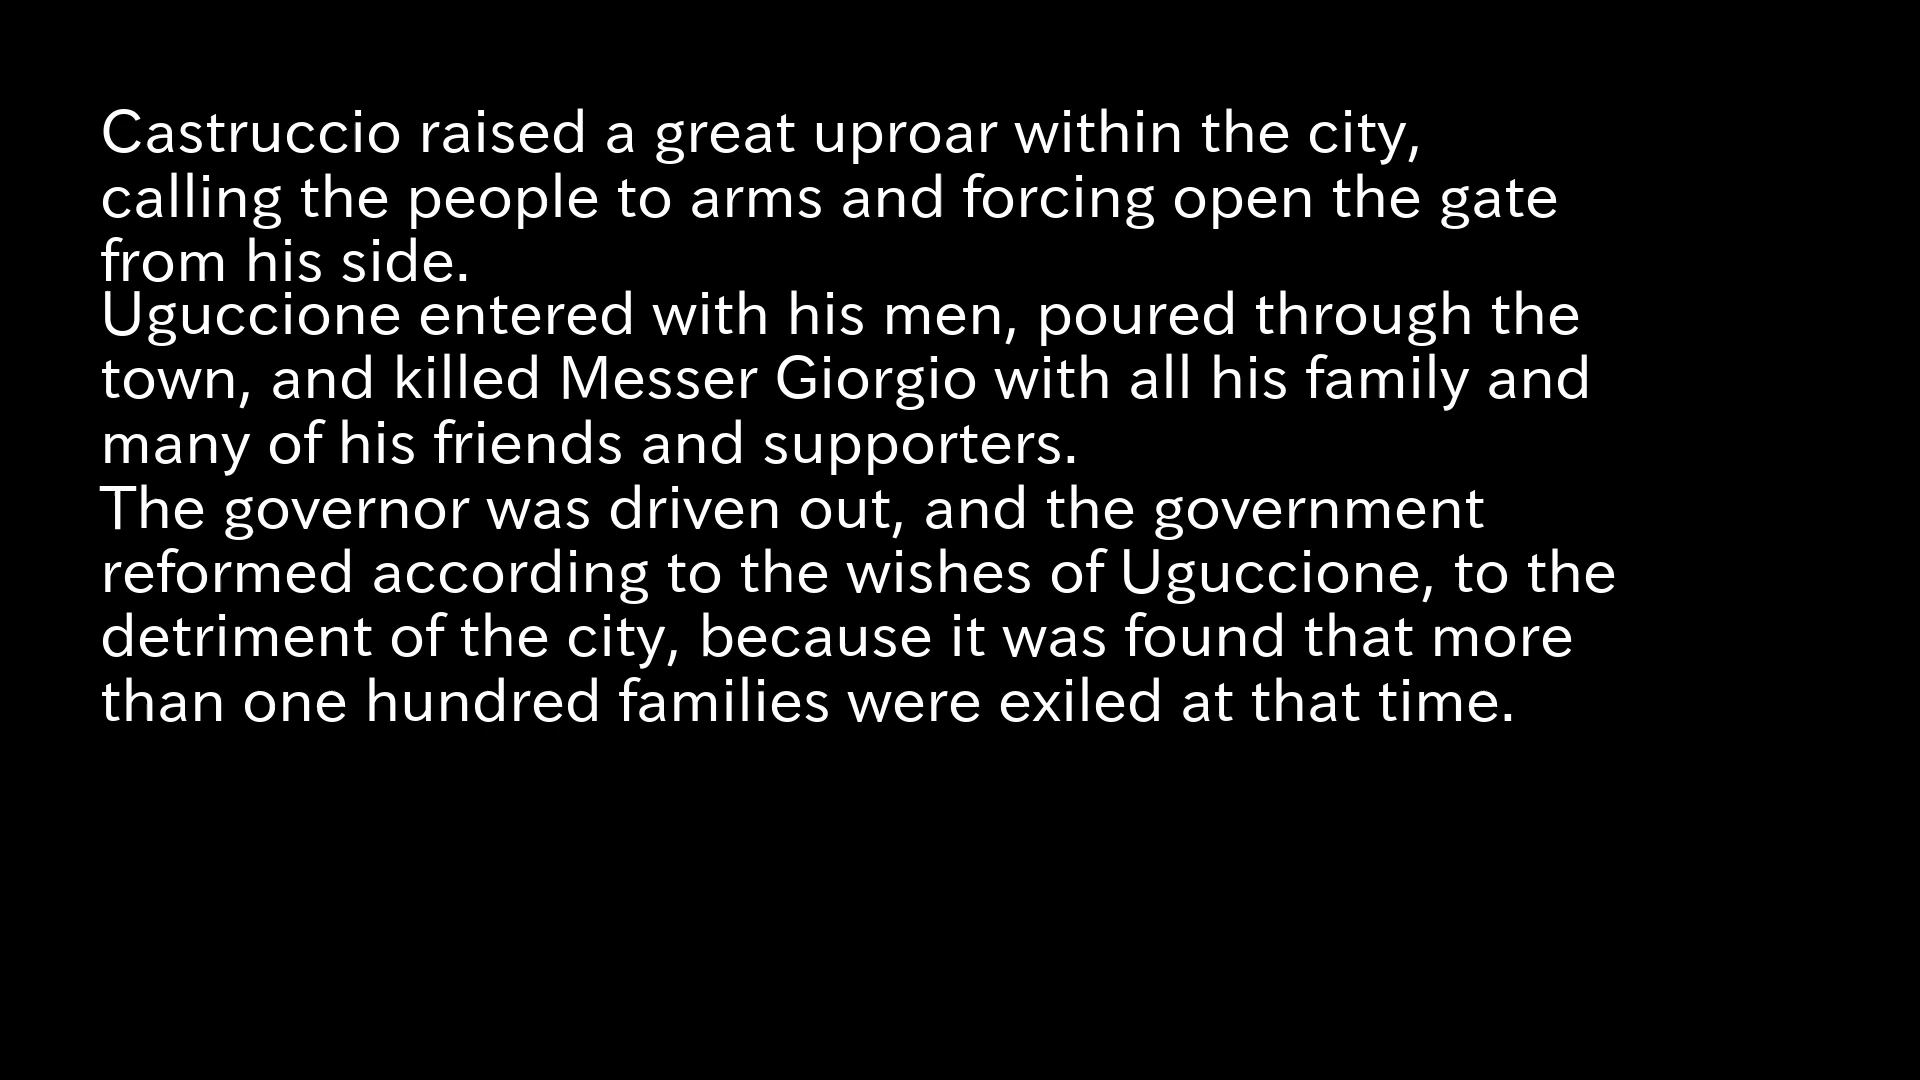 Castruccio raised a great uproar within the city,
calling the people to arms and forcing open the gate
from his side.
Uguccione entered with his men, poured through the
town, and killed Messer Giorgio with all his family and
many of his friends and supporters.
The governor was driven out, and the government
reformed according to the wishes of Uguccione, to the
detriment of the city, because it was found that more
than one hundred families were exiled at that time.